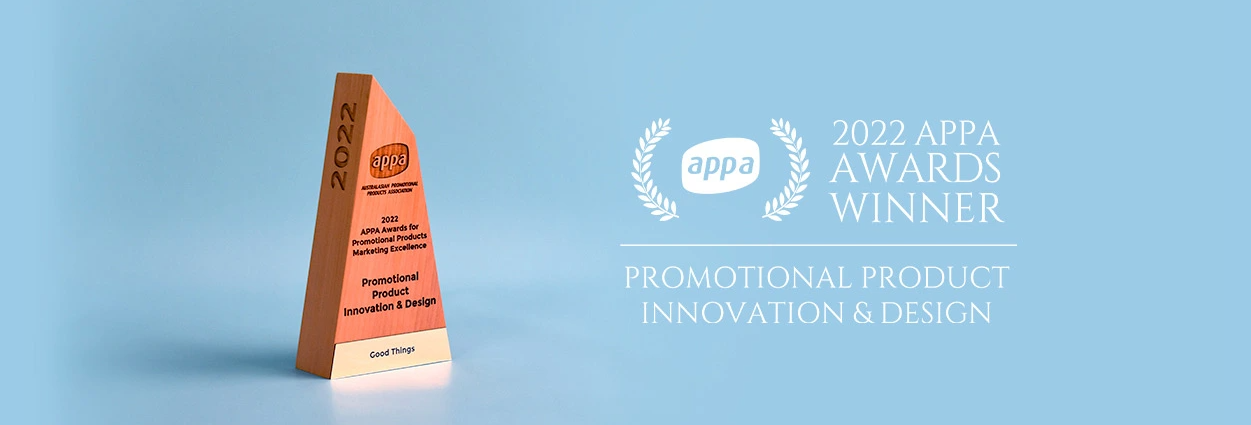 2022
appa
AUSTRALASIAN PROMOTIONAL
PRODUCTS ASSOCIATION
2022
APPA Awards for
Promotional Products
Marketing Excellence
Promotional
Product
Innovation & Design
Good Things
appa
2022 APPA
AWARDS
WINNER
PROMOTIONAL PRODUCT
INNOVATION & DESIGN